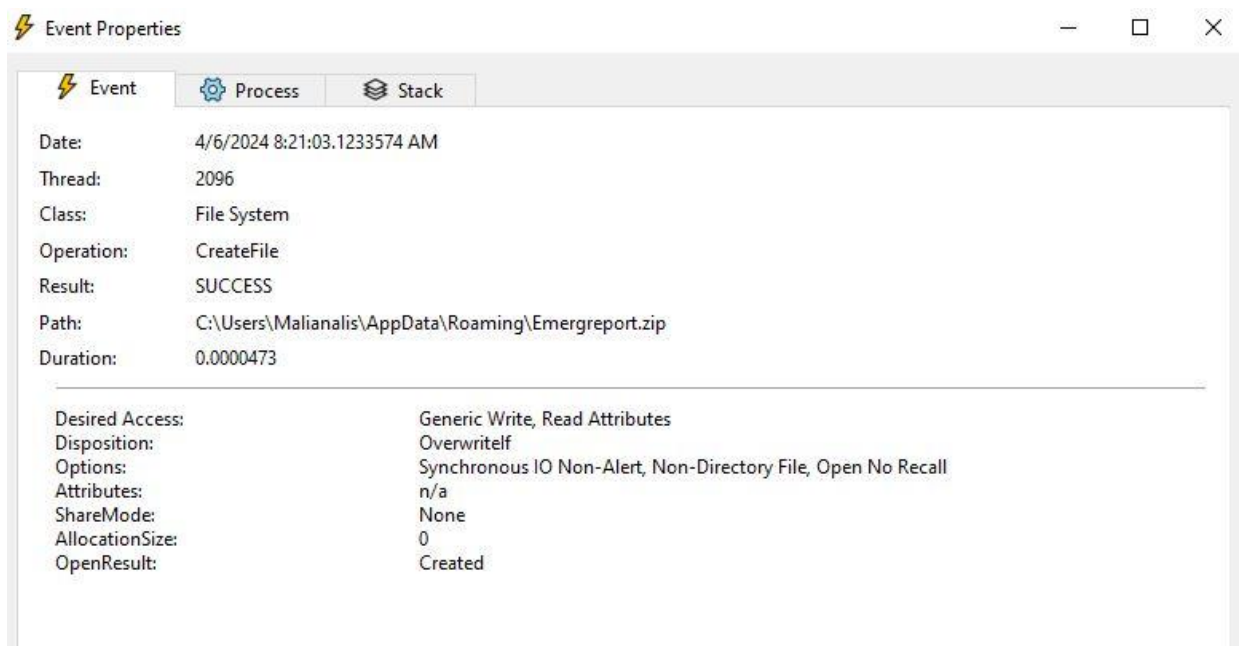 Event Properties
Event Process Stack
Date: 4/6/2024 8:21:03.1233574 AM
Thread: 2096
Class: File System
Operation: CreateFile
Result: SUCCESS
Path: C:\Users\Malianalis\AppData\Roaming\Emergreport.zip
Duration: 0.0000473
Desired Access: Generic Write, Read Attributes
Disposition: OverwriteIf
Options: Synchronous IO Non-Alert, Non-Directory File, Open No Recall
Attributes: n/a
ShareMode: None
AllocationSize: 0
OpenResult: Created